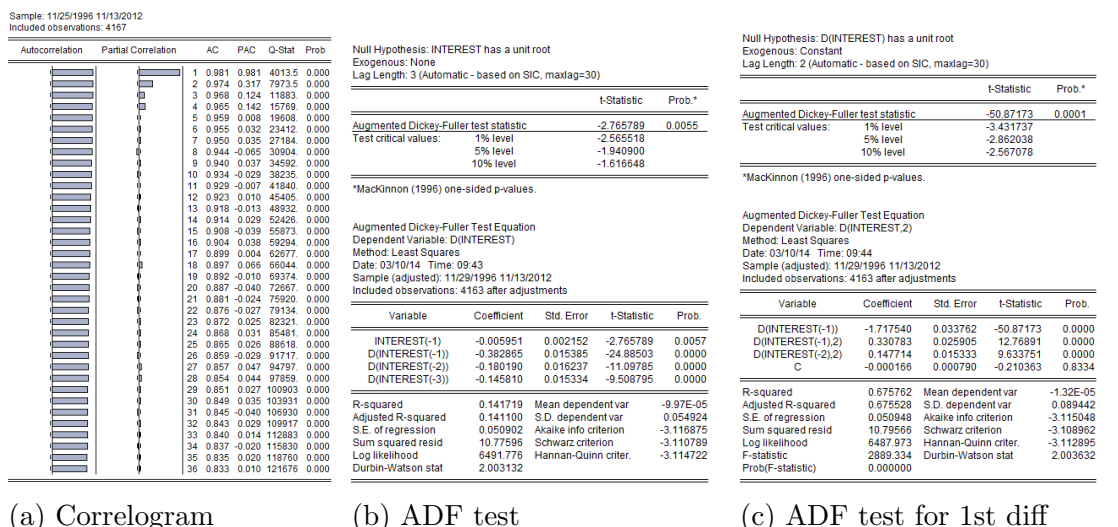 Sample: 11/25/1996 11/13/2012
Included observations: 4167
Autocorrelation Partial Correlation AC PAC Q-Stat Prob
1 0.981 0.981 4013.5 0.000
2 0.974 0.317 7973.5 0.000
3 0.968 0.124 11883. 0.000
4 0.965 0.142 15769. 0.000
5 0.959 0.008 19608. 0.000
6 0.955 0.032 23412. 0.000
7 0.950 0.035 27184. 0.000
8 0.944 -0.065 30904. 0.000
9 0.940 0.037 34592. 0.000
10 0.934 -0.029 38235. 0.000
11 0.929 -0.007 41840. 0.000
12 0.923 0.010 45405. 0.000
13 0.918 -0.013 48932. 0.000
14 0.914 0.029 52426. 0.000
15 0.908 -0.039 55873. 0.000
16 0.904 0.038 59294. 0.000
17 0.899 0.004 62677. 0.000
18 0.897 0.066 66044. 0.000
19 0.892 -0.010 69374. 0.000
20 0.887 -0.040 72667. 0.000
21 0.881 -0.024 75920. 0.000
22 0.876 -0.027 79134. 0.000
23 0.872 0.025 82321. 0.000
24 0.868 0.031 85481. 0.000
25 0.865 0.026 88618. 0.000
26 0.859 -0.029 91717. 0.000
27 0.857 0.047 94797. 0.000
28 0.854 0.044 97859. 0.000
29 0.851 0.027 100903 0.000
30 0.849 0.035 103931 0.000
31 0.845 -0.040 106930 0.000
32 0.843 0.029 109917 0.000
33 0.840 0.014 112883 0.000
34 0.837 -0.020 115830 0.000
35 0.835 0.020 118760 0.000
36 0.833 0.010 121676 0.000
(a) Correlogram
Null Hypothesis: INTEREST has a unit root
Exogenous: None
Lag Length: 3 (Automatic - based on SIC, maxlag=30)
t-Statistic Prob.*
Augmented Dickey-Fuller test statistic -2.765789 0.0055
Test critical values: 1% level -2.565518
5% level -1.940900
10% level -1.616648
*MacKinnon (1996) one-sided p-values.
Augmented Dickey-Fuller Test Equation
Dependent Variable: D(INTEREST)
Method: Least Squares
Date: 03/10/14 Time: 09:43
Sample (adjusted): 11/29/1996 11/13/2012
Included observations: 4163 after adjustments
Variable Coefficient Std. Error t-Statistic Prob.
INTEREST(-1) -0.005951 0.002152 -2.765789 0.0057
D(INTEREST(-1)) -0.382865 0.015385 -24.88503 0.0000
D(INTEREST(-2)) -0.180190 0.016237 -11.09785 0.0000
D(INTEREST(-3)) -0.145810 0.015334 -9.508795 0.0000
R-squared 0.141719 Mean dependent var -9.97E-05
Adjusted R-squared 0.141100 S.D. dependent var 0.054924
S.E. of regression 0.050902 Akaike info criterion -3.116875
Sum squared resid 10.77596 Schwarz criterion -3.110789
Log likelihood 6491.776 Hannan-Quinn criter. -3.114722
Durbin-Watson stat 2.003132
(b) ADF test
Null Hypothesis: D(INTEREST) has a unit root
Exogenous: Constant
Lag Length: 2 (Automatic - based on SIC, maxlag=30)
t-Statistic Prob.*
Augmented Dickey-Fuller test statistic -50.87173 0.0001
Test critical values: 1% level -3.431737
5% level -2.862038
10% level -2.567078
*MacKinnon (1996) one-sided p-values.
Augmented Dickey-Fuller Test Equation
Dependent Variable: D(INTEREST,2)
Method: Least Squares
Date: 03/10/14 Time: 09:44
Sample (adjusted): 11/29/1996 11/13/2012
Included observations: 4163 after adjustments
Variable Coefficient Std. Error t-Statistic Prob.
D(INTEREST(-1)) -1.717540 0.033762 -50.87173 0.0000
D(INTEREST(-1),2) 0.330783 0.025905 12.76891 0.0000
D(INTEREST(-2),2) 0.147714 0.015333 9.633751 0.0000
C -0.000166 0.000790 -0.210363 0.8334
R-squared 0.675762 Mean dependent var -1.32E-05
Adjusted R-squared 0.675528 S.D. dependent var 0.089442
S.E. of regression 0.050948 Akaike info criterion -3.115048
Sum squared resid 10.79566 Schwarz criterion -3.108962
Log likelihood 6487.973 Hannan-Quinn criter. -3.112895
F-statistic 2889.334 Durbin-Watson stat 2.003632
Prob(F-statistic) 0.000000
(c) ADF test for 1st diff